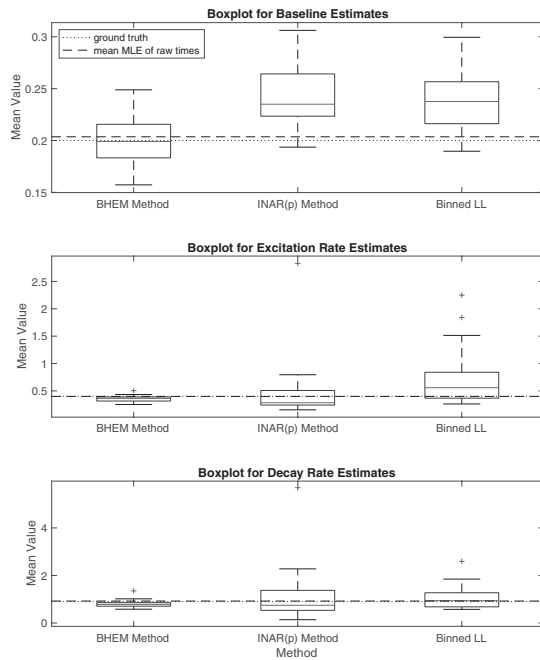 Boxplot for Baseline Estimates
0.3
0.25
0.2
0.15
Mean Value
ground truth
mean MLE of raw times
BHEM Method
INAR(p) Method
Binned LL
Boxplot for Excitation Rate Estimates
2.5
2
1.5
1
0.5
Mean Value
BHEM Method
INAR(p) Method
Binned LL
Boxplot for Decay Rate Estimates
4
2
0
Mean Value
BHEM Method
INAR(p) Method
Binned LL
Method